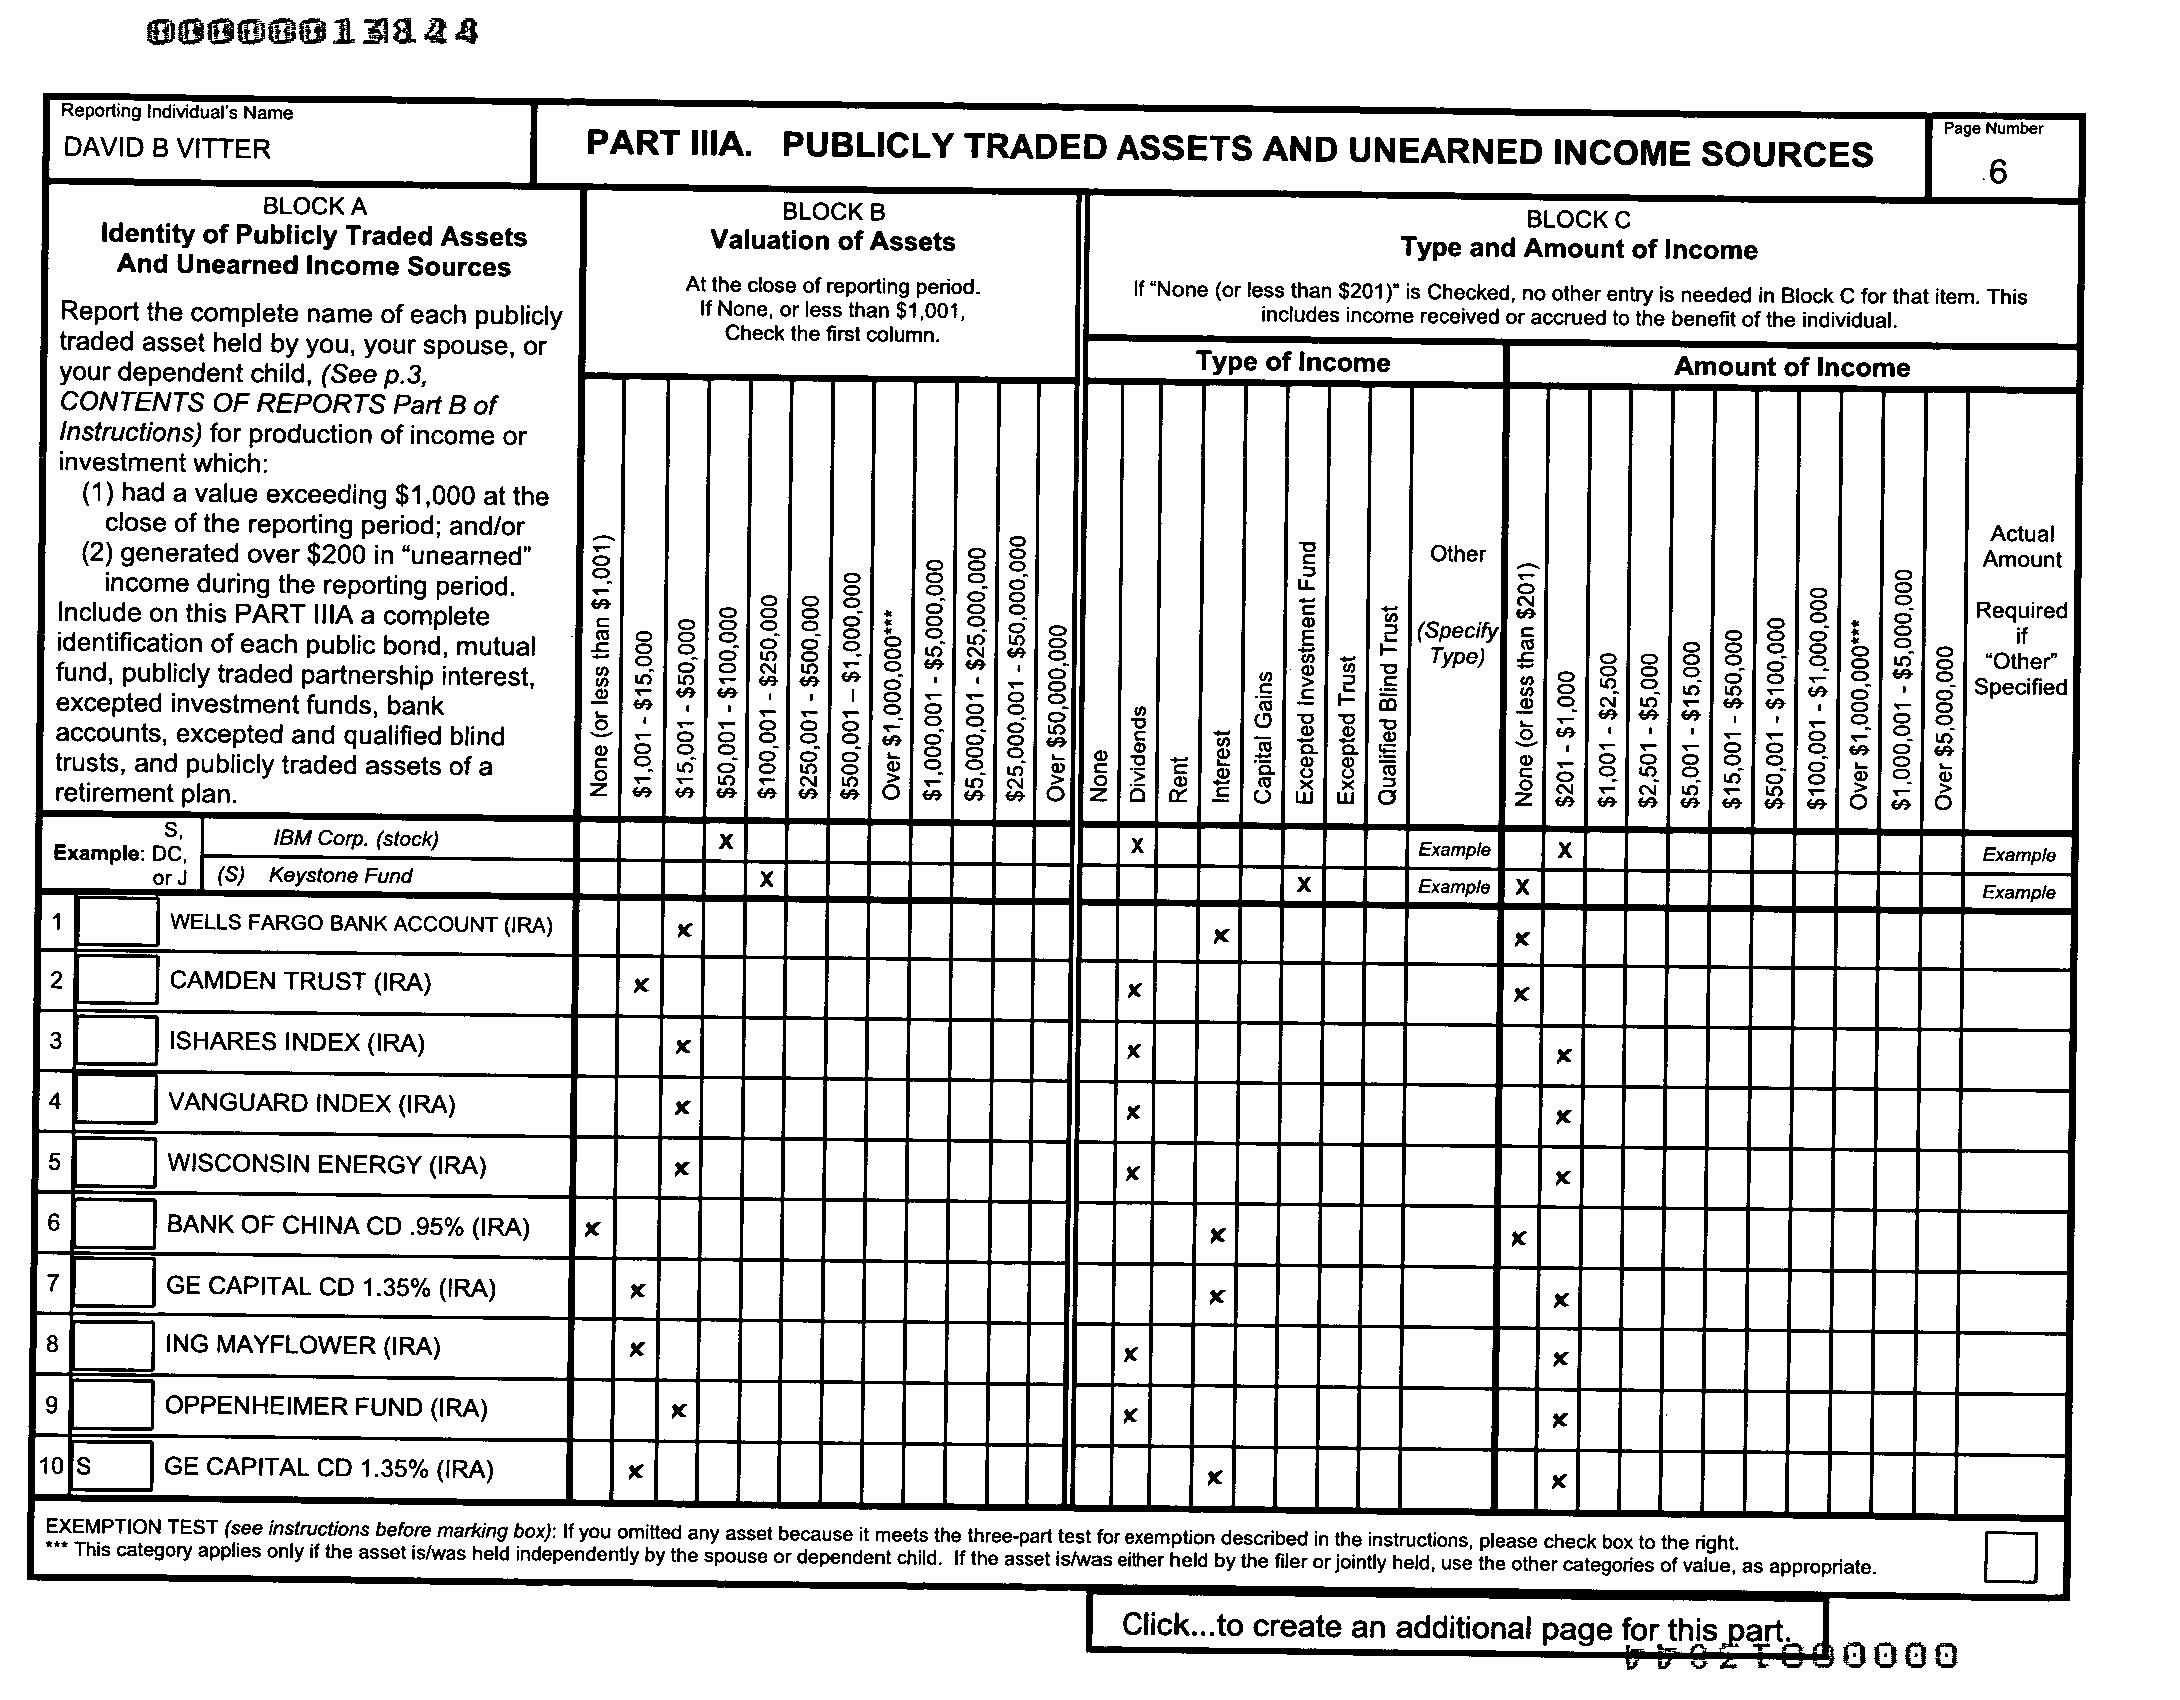 Reporting Individual's Name
DAVID B VITTER
PART IIIA. PUBLICLY TRADED ASSETS AND UNEARNED INCOME SOURCES
Page Number
6
BLOCK A
Identity of Publicly Traded Assets
And Unearned Income Sources
Report the complete name of each publicly
traded asset held by you, your spouse, or
your dependent child, (See p.3,
CONTENTS OF REPORTS Part B of
Instructions) for production of income or
investment which:
(1) had a value exceeding $1,000 at the
close of the reporting period; and/or
(2) generated over $200 in “unearned”
income during the reporting period.
Include on this PART IIIA a complete
identification of each public bond, mutual
fund, publicly traded partnership interest,
excepted investment funds, bank
accounts, excepted and qualified blind
trusts, and publicly traded assets of a
retirement plan.
BLOCK B
Valuation of Assets
At the close of reporting period.
If None, or less than $1,001,
Check the first column.
None (or less than $1,001)
$1,001 - $15,000
$15,001 - $50,000
$50,001 - $100,000
$100,001 - $250,000
$250,001 - $500,000
$500,001 – $1,000,000
Over $1,000,000***
$1,000,001 - $5,000,000
$5,000,001 - $25,000,000
$25,000,001 - $50,000,000
Over $50,000,000
BLOCK C
Type and Amount of Income
If “None (or less than $201)” is Checked, no other entry is needed in Block C for that item. This
includes income received or accrued to the benefit of the individual.
Type of Income
None
Dividends
Rent
Interest
Capital Gains
Excepted Investment Fund
Excepted Trust
Qualified Blind Trust
Other
(Specify
Type)
Amount of Income
None (or less than $201)
$201 - $1,000
$1,001 - $2,500
$2,501 - $5,000
$5,001 - $15,000
$15,001 - $50,000
$50,001 - $100,000
$100,001 - $1,000,000
Over $1,000,000***
$1,000,001 - $5,000,000
Over $5,000,000
Actual
Amount
Required
if
“Other”
Specified
Example: S, DC, or J
IBM Corp. (stock) X X Example X Example
(S) Keystone Fund X X Example X Example
1 WELLS FARGO BANK ACCOUNT (IRA) x x x
2 CAMDEN TRUST (IRA) x x x
3 ISHARES INDEX (IRA) x x x
4 VANGUARD INDEX (IRA) x x x
5 WISCONSIN ENERGY (IRA) x x x
6 BANK OF CHINA CD .95% (IRA) x x x
7 GE CAPITAL CD 1.35% (IRA) x x x
8 ING MAYFLOWER (IRA) x x x
9 OPPENHEIMER FUND (IRA) x x x
10 S GE CAPITAL CD 1.35% (IRA) x x x
EXEMPTION TEST (see instructions before marking box): If you omitted any asset because it meets the three-part test for exemption described in the instructions, please check box to the right.
*** This category applies only if the asset is/was held independently by the spouse or dependent child. If the asset is/was either held by the filer or jointly held, use the other categories of value, as appropriate.
Click...to create an additional page for this part.